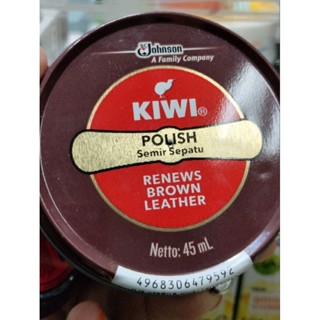 SC Johnson
A Family Company
KIWI®
POLISH
Semir Sepatu
RENEWS
BROWN
LEATHER
Netto: 45 mL
4968306479592